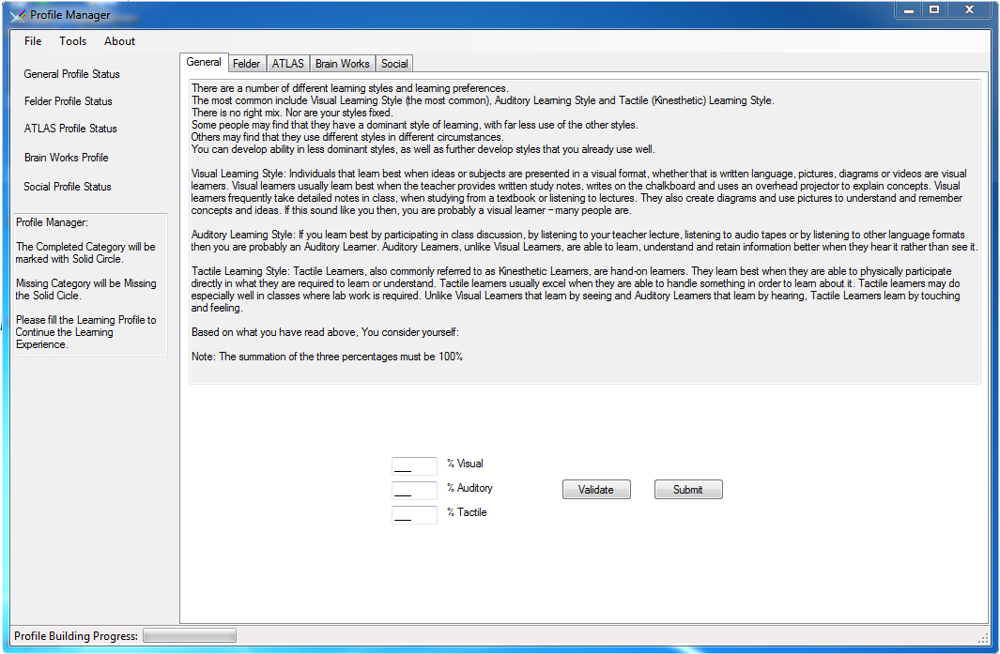 Profile Manager
File Tools About
General Profile Status
Felder Profile Status
ATLAS Profile Status
Brain Works Profile
Social Profile Status
Profile Manager:
The Completed Category will be
marked with Solid Circle.
Missing Category will be Missing
the Solid Cicle.
Please fill the Learning Profile to
Continue the Learning
Experience.
General Felder ATLAS Brain Works Social
There are a number of different learning styles and learning preferences.
The most common include Visual Learning Style (the most common), Auditory Learning Style and Tactile (Kinesthetic) Learning Style.
There is no right mix. Nor are your styles fixed.
Some people may find that they have a dominant style of learning, with far less use of the other styles.
Others may find that they use different styles in different circumstances.
You can develop ability in less dominant styles, as well as further develop styles that you already use well.
Visual Learning Style: Individuals that learn best when ideas or subjects are presented in a visual format, whether that is written language, pictures, diagrams or videos are visual
learners. Visual learners usually learn best when the teacher provides written study notes, writes on the chalkboard and uses an overhead projector to explain concepts. Visual
learners frequently take detailed notes in class, when studying from a textbook or listening to lectures. They also create diagrams and use pictures to understand and remember
concepts and ideas. If this sound like you then, you are probably a visual learner – many people are.
Auditory Learning Style: If you learn best by participating in class discussion, by listening to your teacher lecture, listening to audio tapes or by listening to other language formats
then you are probably an Auditory Learner. Auditory Learners, unlike Visual Learners, are able to learn, understand and retain information better when they hear it rather than see it.
Tactile Learning Style: Tactile Learners, also commonly referred to as Kinesthetic Learners, are hand-on learners. They learn best when they are able to physically participate
directly in what they are required to learn or understand. Tactile learners usually excel when they are able to handle something in order to learn about it. Tactile learners may do
especially well in classes where lab work is required. Unlike Visual Learners that learn by seeing and Auditory Learners that learn by hearing, Tactile Learners learn by touching
and feeling.
Based on what you have read above, You consider yourself:
Note: The summation of the three percentages must be 100%
___ % Visual
___ % Auditory
___ % Tactile
Validate Submit
Profile Building Progress: